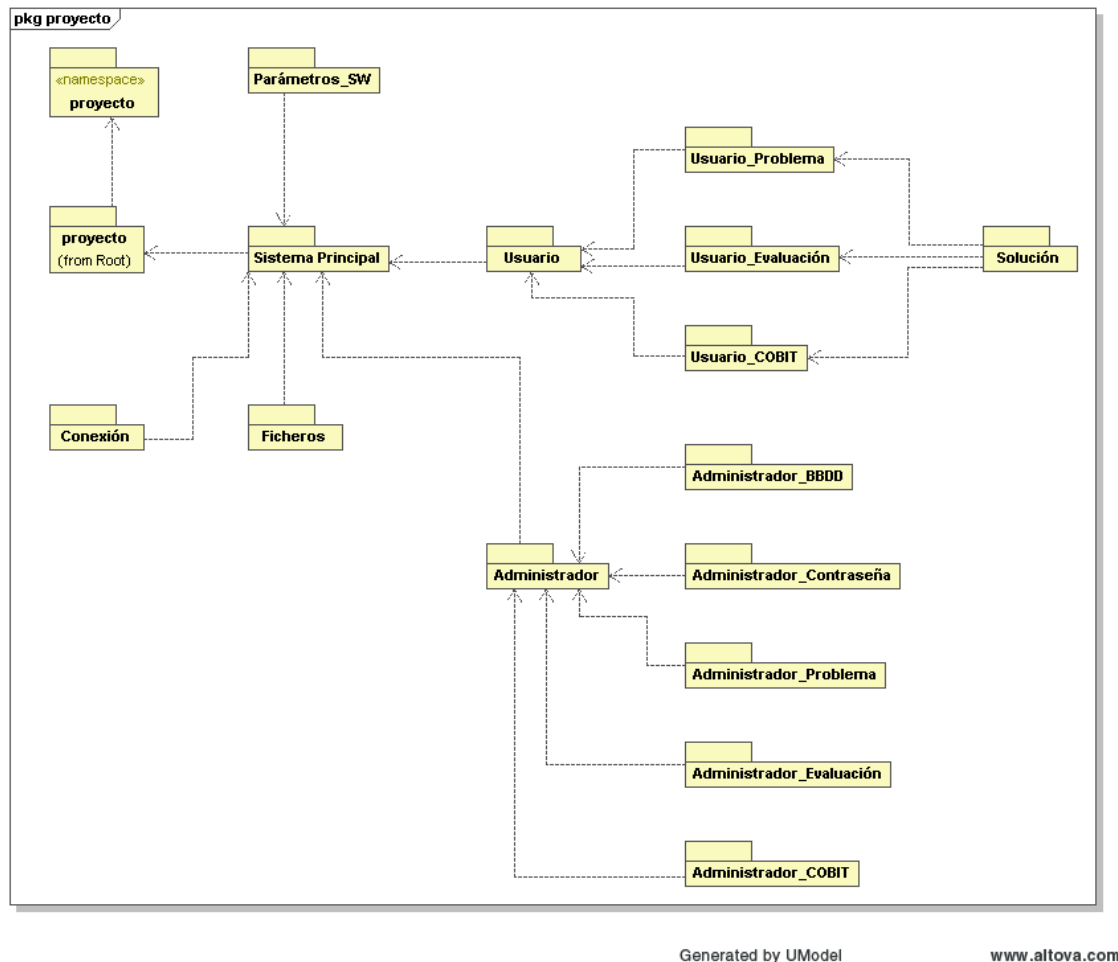 pkg proyecto
«namespace»
proyecto
Parámetros_SW
Usuario_Problema
proyecto
(from Root)
Sistema Principal
Usuario
Usuario_Evaluación
Solución
Usuario_COBIT
Conexión
Ficheros
Administrador_BBDD
Administrador
Administrador_Contraseña
Administrador_Problema
Administrador_Evaluación
Administrador_COBIT
Generated by UModel
www.altova.com